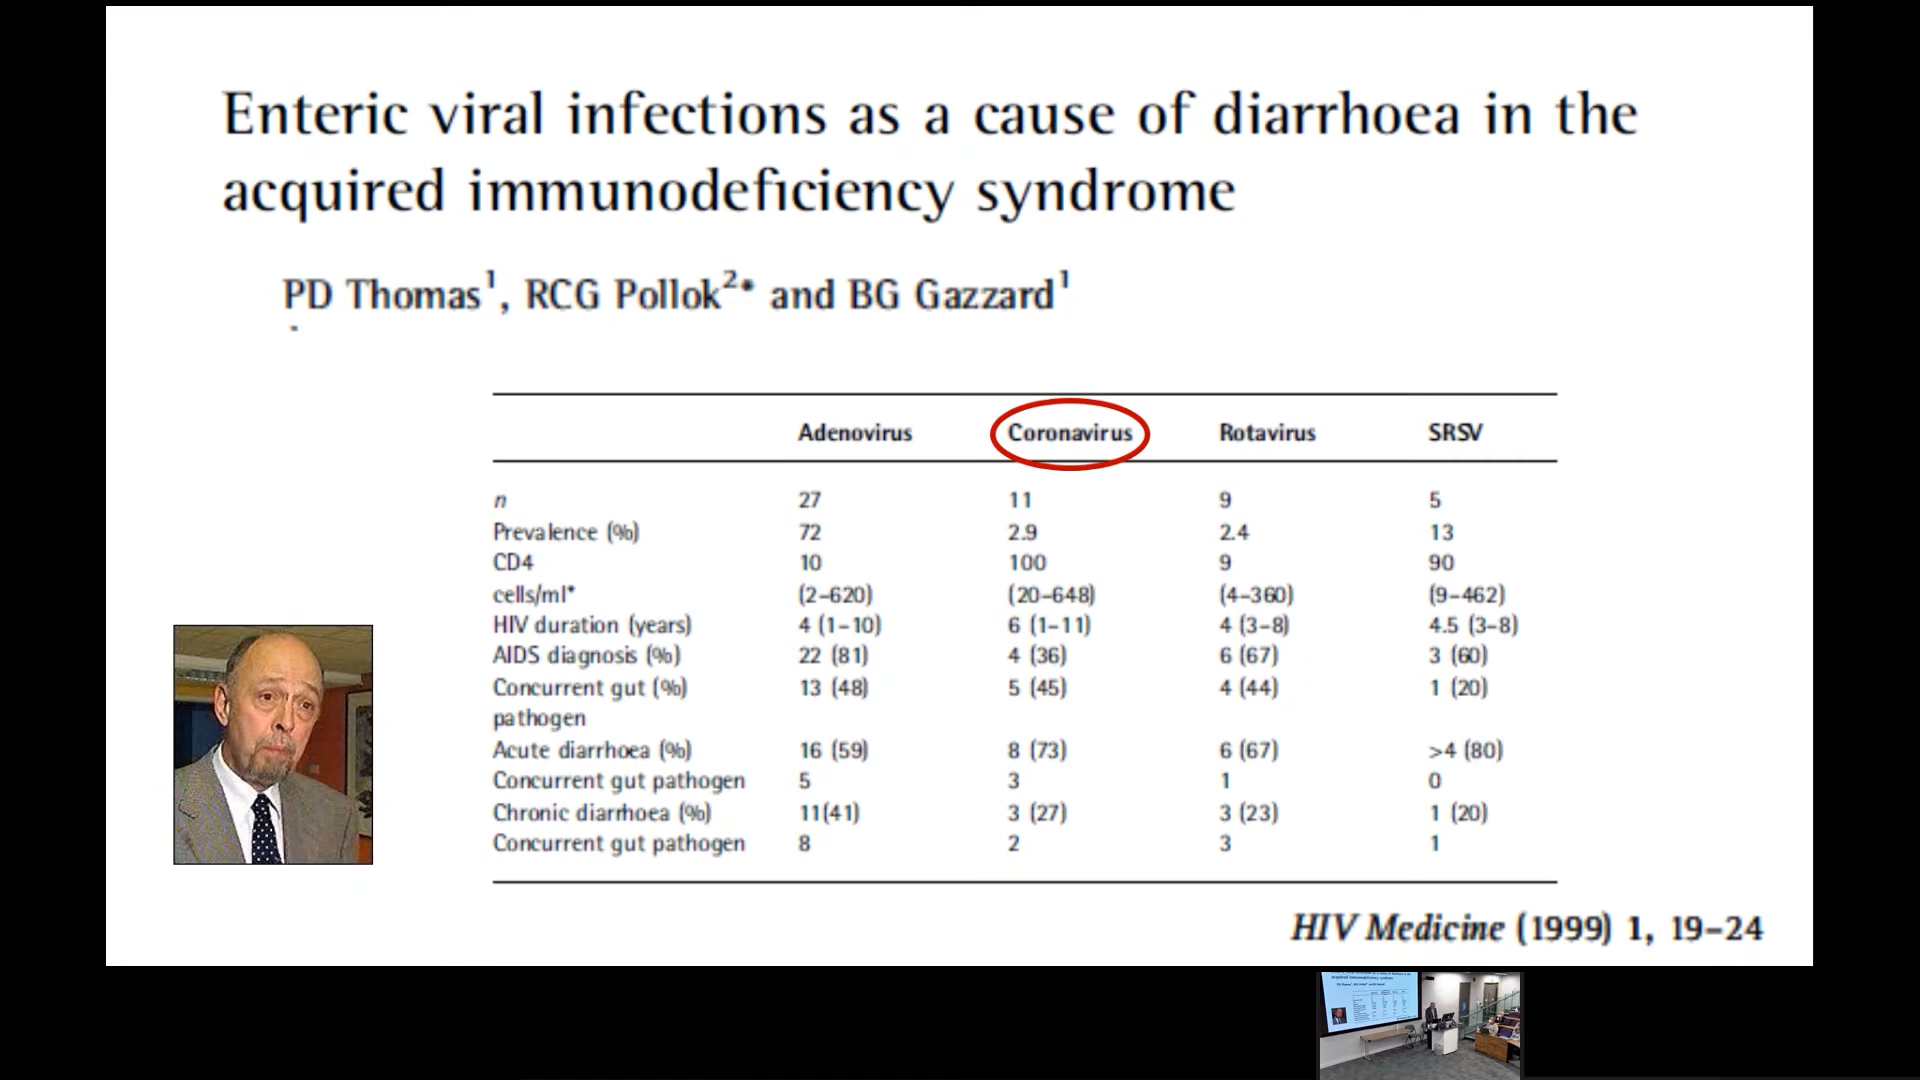 Enteric viral infections as a cause of diarrhoea in the
acquired immunodeficiency syndrome
PD Thomas¹, RCG Pollok²* and BG Gazzard¹
Adenovirus Coronavirus Rotavirus SRSV
n 27 11 9 5
Prevalence (%) 72 2.9 2.4 13
CD4 10 100 9 90
cells/ml* (2–620) (20–648) (4–360) (9–462)
HIV duration (years) 4 (1–10) 6 (1–11) 4 (3–8) 4.5 (3–8)
AIDS diagnosis (%) 22 (81) 4 (36) 6 (67) 3 (60)
Concurrent gut (%) 13 (48) 5 (45) 4 (44) 1 (20)
pathogen
Acute diarrhoea (%) 16 (59) 8 (73) 6 (67) >4 (80)
Concurrent gut pathogen 5 3 1 0
Chronic diarrhoea (%) 11(41) 3 (27) 3 (23) 1 (20)
Concurrent gut pathogen 8 2 3 1
HIV Medicine (1999) 1, 19–24